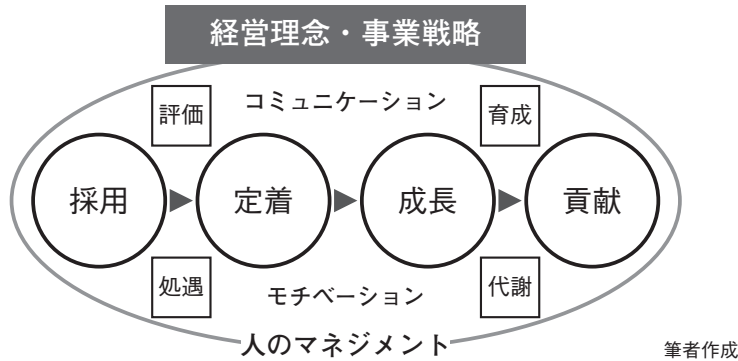 経営理念・事業戦略
コミュニケーション
評価
育成
採用
定着
成長
貢献
処遇
代謝
モチベーション
人のマネジメント
筆者作成